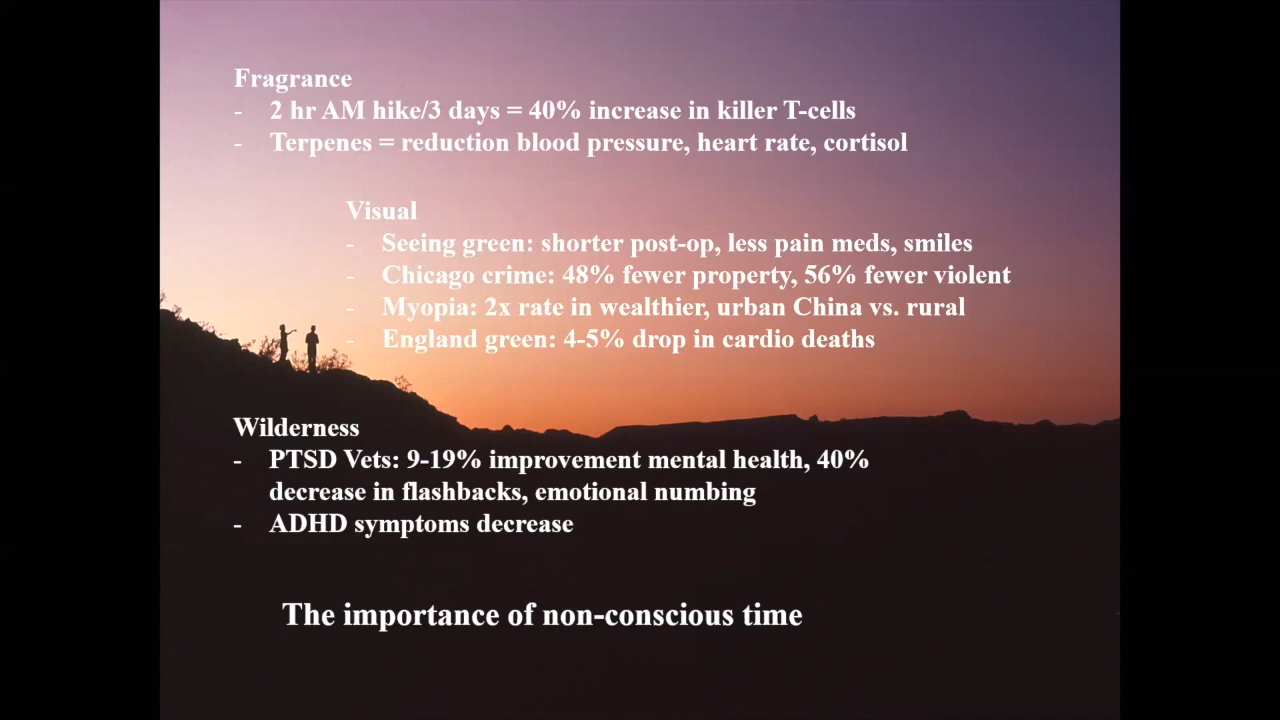 Fragrance
- 2 hr AM hike/3 days = 40% increase in killer T-cells
- Terpenes = reduction blood pressure, heart rate, cortisol
Visual
- Seeing green: shorter post-op, less pain meds, smiles
- Chicago crime: 48% fewer property, 56% fewer violent
- Myopia: 2x rate in wealthier, urban China vs. rural
- England green: 4-5% drop in cardio deaths
Wilderness
- PTSD Vets: 9-19% improvement mental health, 40%
decrease in flashbacks, emotional numbing
- ADHD symptoms decrease
The importance of non-conscious time